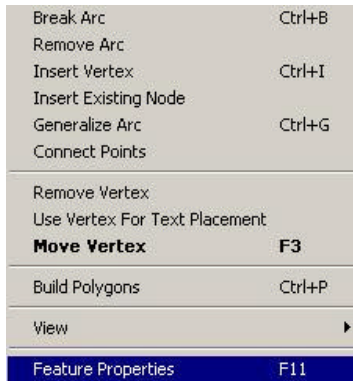 Break Arc Ctrl+B
Remove Arc
Insert Vertex Ctrl+I
Insert Existing Node
Generalize Arc Ctrl+G
Connect Points
Remove Vertex
Use Vertex For Text Placement
Move Vertex F3
Build Polygons Ctrl+P
View
Feature Properties F11